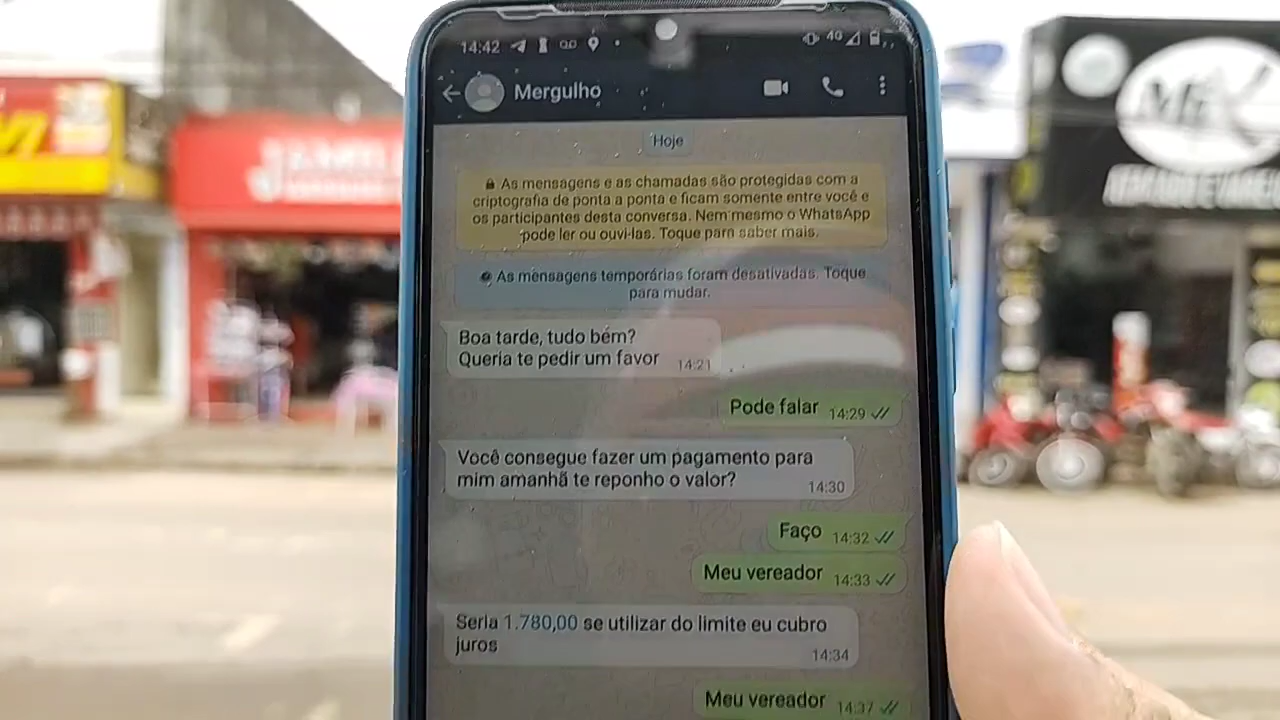 14:42
4G
Mergulho
Hoje
As mensagens e as chamadas são protegidas com a
criptografia de ponta a ponta e ficam somente entre você e
os participantes desta conversa. Nem mesmo o WhatsApp
pode ler ou ouvi-las. Toque para saber mais.
As mensagens temporárias foram desativadas. Toque
para mudar.
Boa tarde, tudo bem?
Queria te pedir um favor 14:21
Pode falar 14:29
Você consegue fazer um pagamento para
mim amanhã te reponho o valor?
14:30
Faço 14:32
Meu vereador 14:33
Seria 1.780,00 se utilizar do limite eu cubro
juros
14:34
Meu vereador 14:37